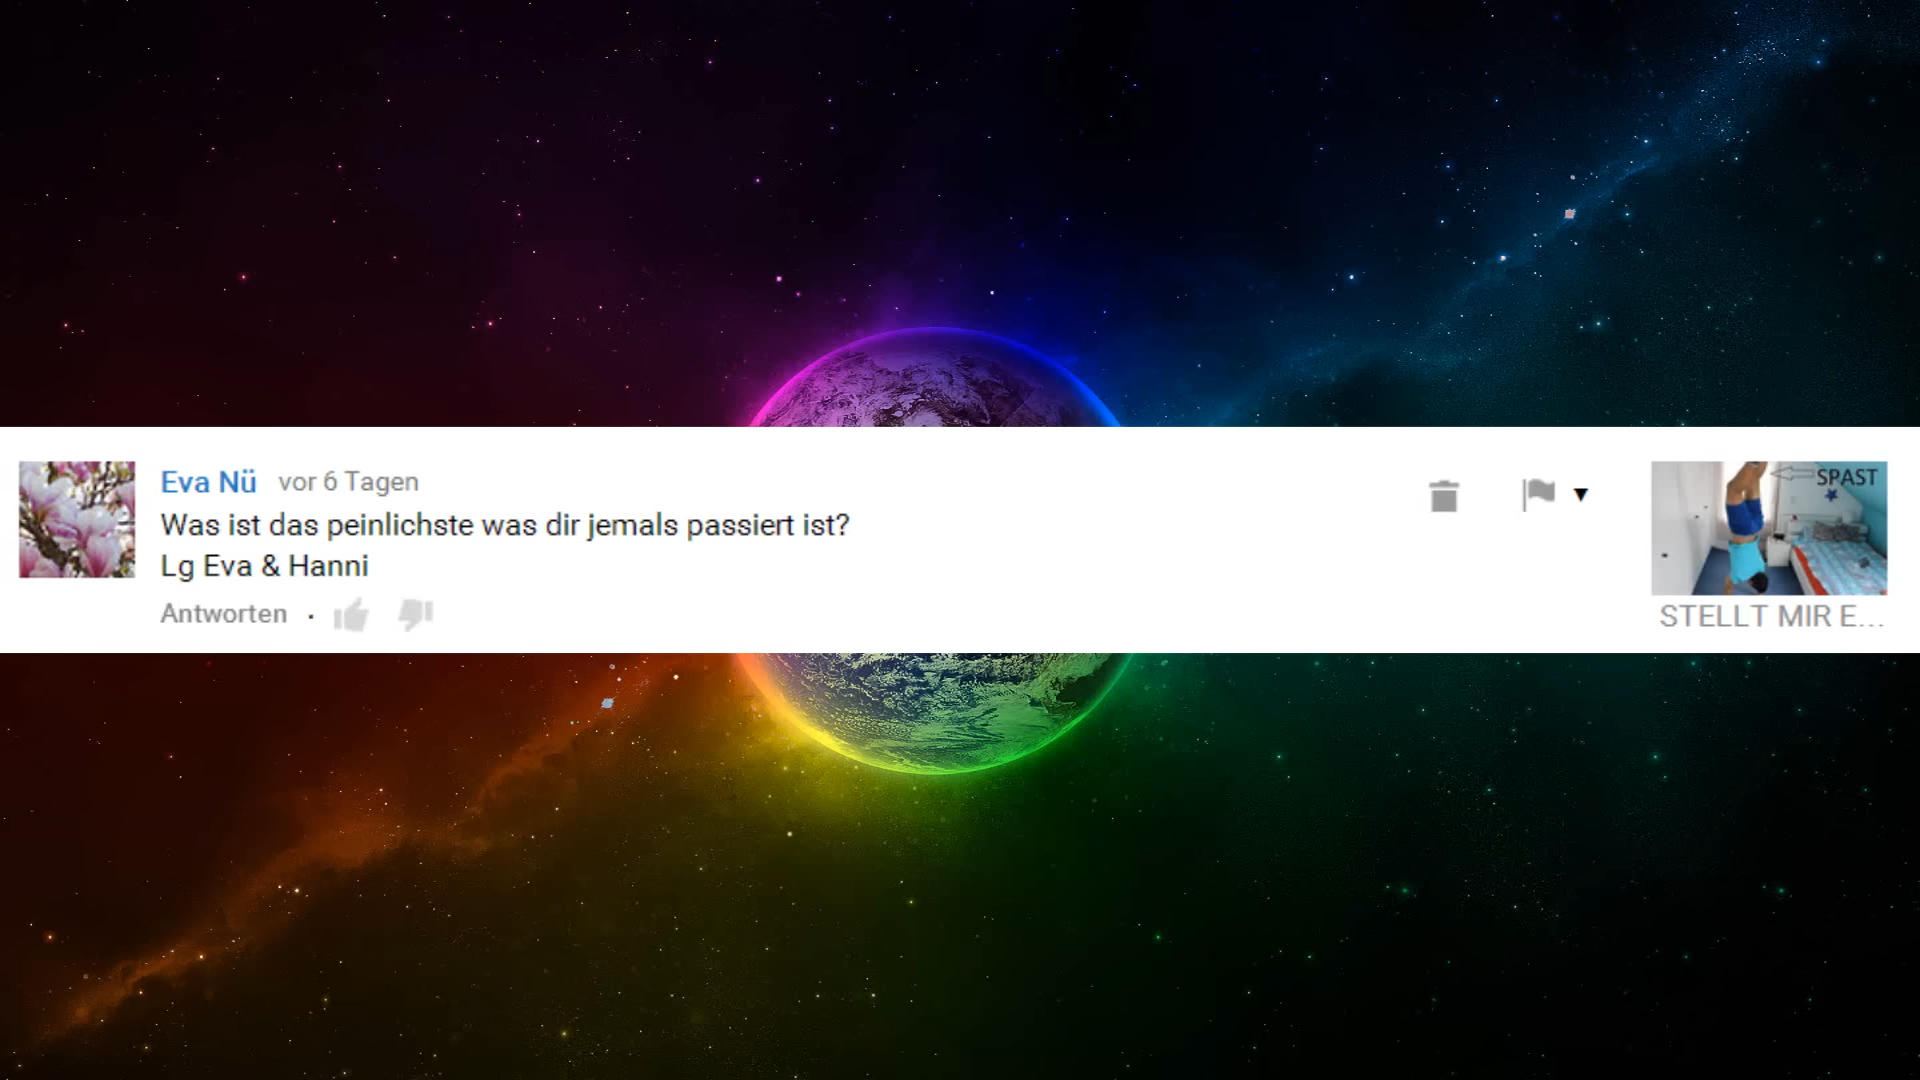 Eva Nü vor 6 Tagen
Was ist das peinlichste was dir jemals passiert ist?
Lg Eva & Hanni
Antworten ·
SPAST
STELLT MIR E...